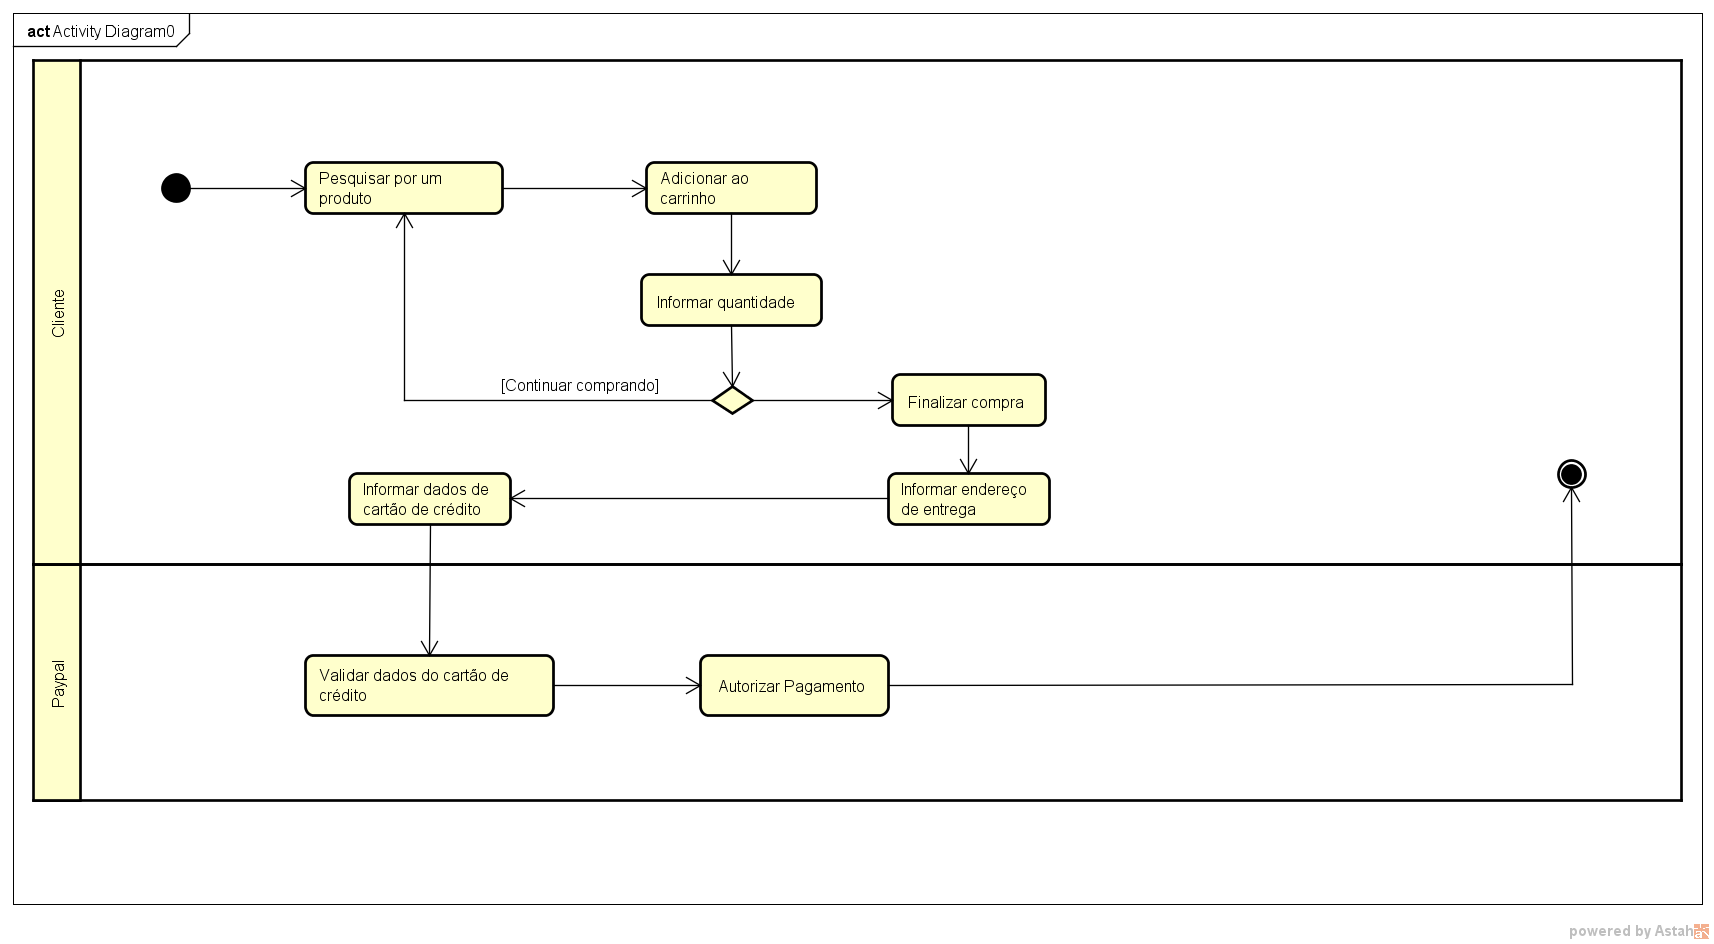 act Activity Diagram0
Cliente
Pesquisar por um
produto
Adicionar ao
carrinho
Informar quantidade
[Continuar comprando]
Finalizar compra
Informar dados de
cartão de crédito
Informar endereço
de entrega
Paypal
Validar dados do cartão de
crédito
Autorizar Pagamento
powered by Astah